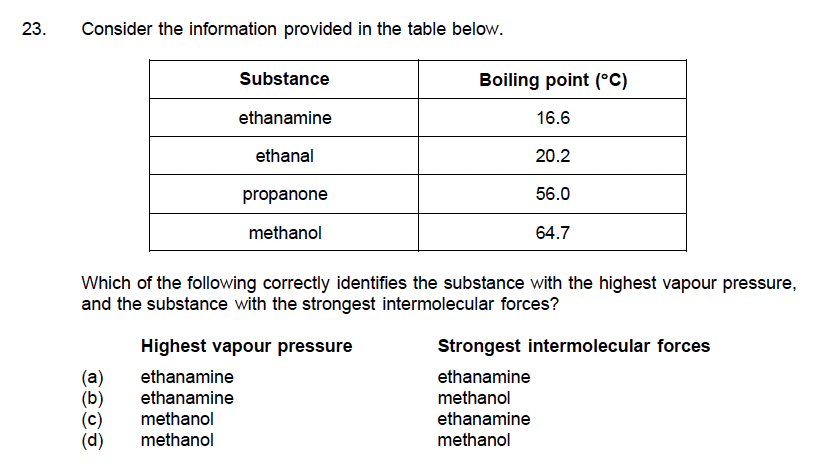 23. Consider the information provided in the table below.
Substance Boiling point (°C)
ethanamine 16.6
ethanal 20.2
propanone 56.0
methanol 64.7
Which of the following correctly identifies the substance with the highest vapour pressure,
and the substance with the strongest intermolecular forces?
Highest vapour pressure Strongest intermolecular forces
(a) ethanamine ethanamine
(b) ethanamine methanol
(c) methanol ethanamine
(d) methanol methanol